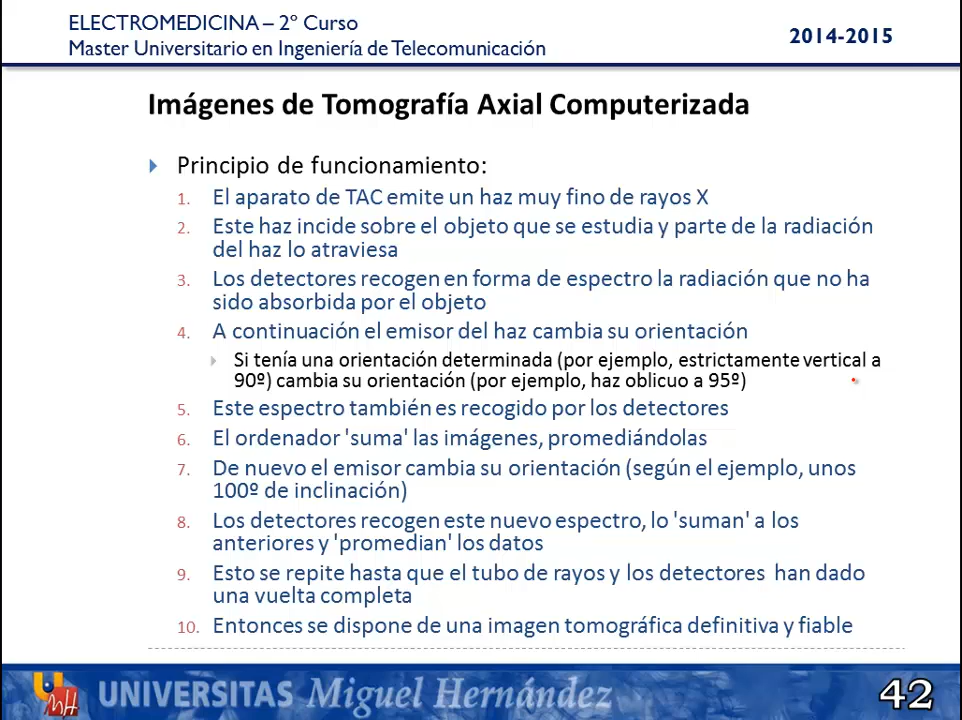 ELECTROMEDICINA – 2º Curso
Master Universitario en Ingeniería de Telecomunicación
2014-2015
Imágenes de Tomografía Axial Computerizada
Principio de funcionamiento:
1. El aparato de TAC emite un haz muy fino de rayos X
2. Este haz incide sobre el objeto que se estudia y parte de la radiación
del haz lo atraviesa
3. Los detectores recogen en forma de espectro la radiación que no ha
sido absorbida por el objeto
4. A continuación el emisor del haz cambia su orientación
Si tenía una orientación determinada (por ejemplo, estrictamente vertical a
90º) cambia su orientación (por ejemplo, haz oblicuo a 95º)
5. Este espectro también es recogido por los detectores
6. El ordenador 'suma' las imágenes, promediándolas
7. De nuevo el emisor cambia su orientación (según el ejemplo, unos
100º de inclinación)
8. Los detectores recogen este nuevo espectro, lo 'suman' a los
anteriores y 'promedian' los datos
9. Esto se repite hasta que el tubo de rayos y los detectores han dado
una vuelta completa
10. Entonces se dispone de una imagen tomográfica definitiva y fiable
UNIVERSITAS Miguel Hernández
42